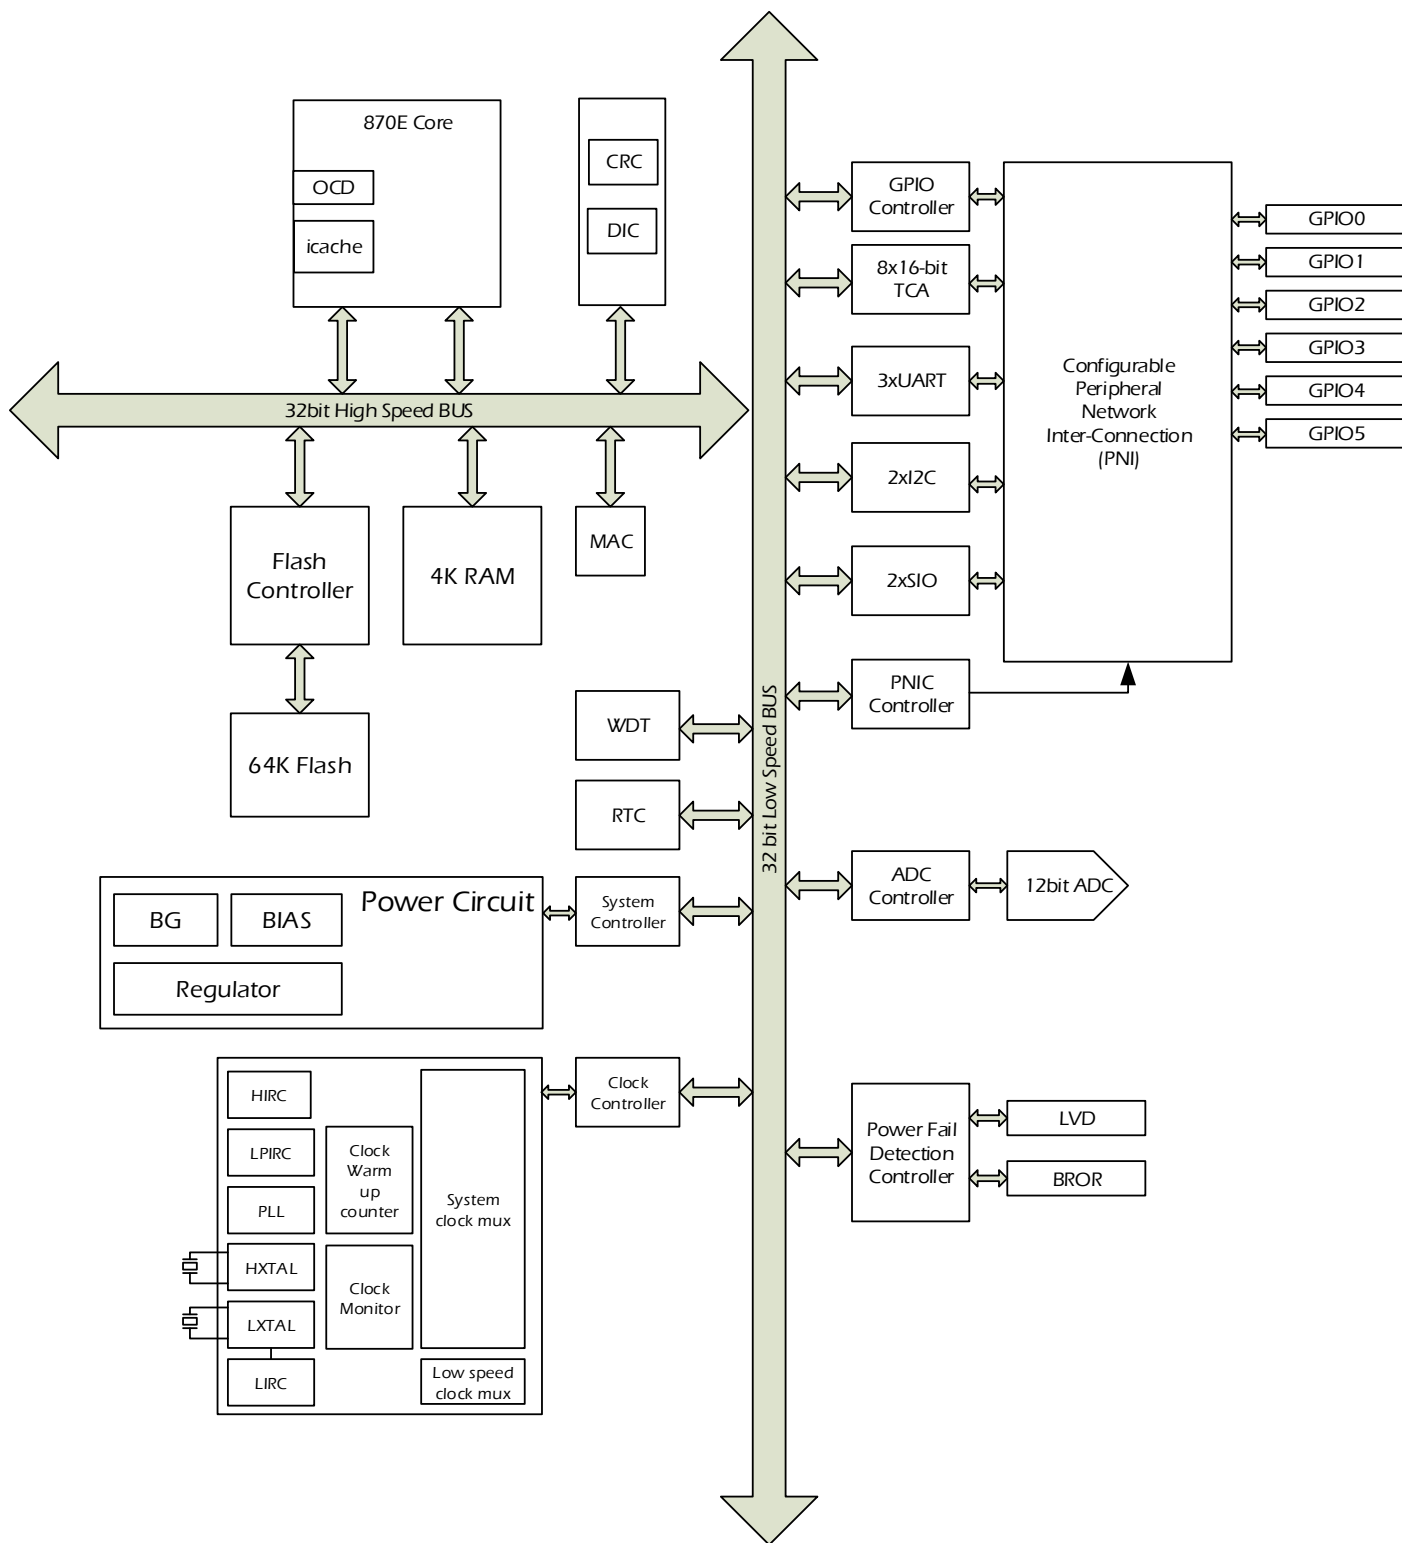 870E Core
OCD
icache
CRC
DIC
32bit High Speed BUS
Flash
Controller
4K RAM
MAC
64K Flash
WDT
RTC
Power Circuit
BG
BIAS
Regulator
System
Controller
HIRC
LPIRC
PLL
HXTAL
LXTAL
LIRC
Clock
Warm
up
counter
Clock
Monitor
System
clock mux
Low speed
clock mux
Clock
Controller
32 bit Low Speed BUS
GPIO
Controller
8x16-bit
TCA
3xUART
2xI2C
2xSIO
PNIC
Controller
Configurable
Peripheral
Network
Inter-Connection
(PNI)
GPIO0
GPIO1
GPIO2
GPIO3
GPIO4
GPIO5
ADC
Controller
12bit ADC
Power Fail
Detection
Controller
LVD
BROR